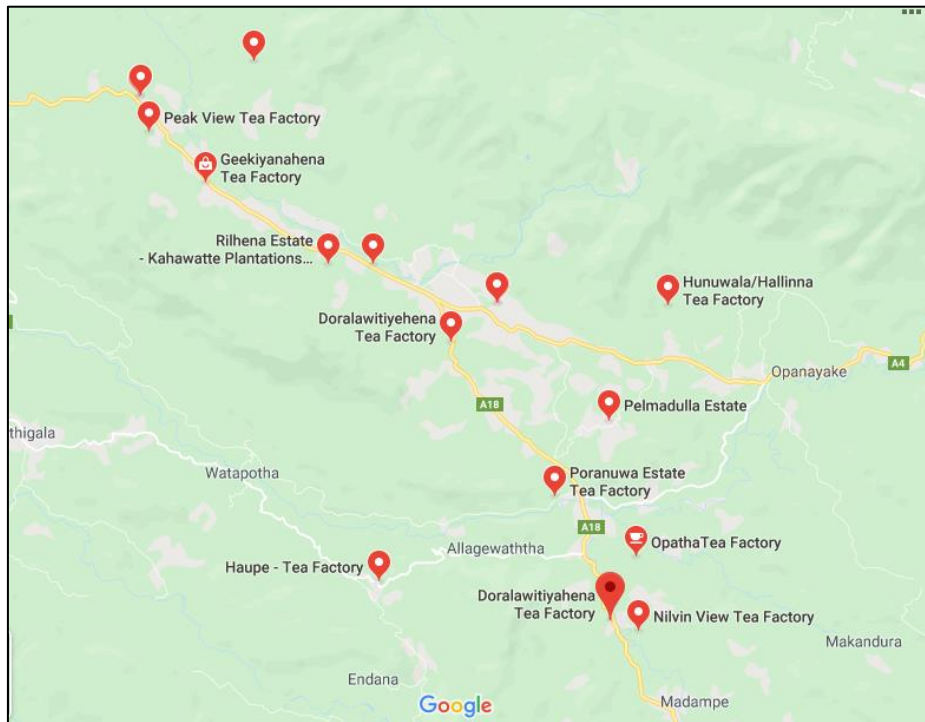 Peak View Tea Factory
Geekiyanahena
Tea Factory
Rilhena Estate
- Kahawatte Plantations...
Hunuwala/Hallinna
Tea Factory
Doralawitiyehena
Tea Factory
A4
Opanayake
A18
Pelmadulla Estate
thigala
Watapotha
Poranuwa Estate
Tea Factory
A18
Allagewaththa
OpathaTea Factory
Haupe - Tea Factory
Doralawitiyahena
Tea Factory
Nilvin View Tea Factory
Makandura
Endana
Madampe
Google